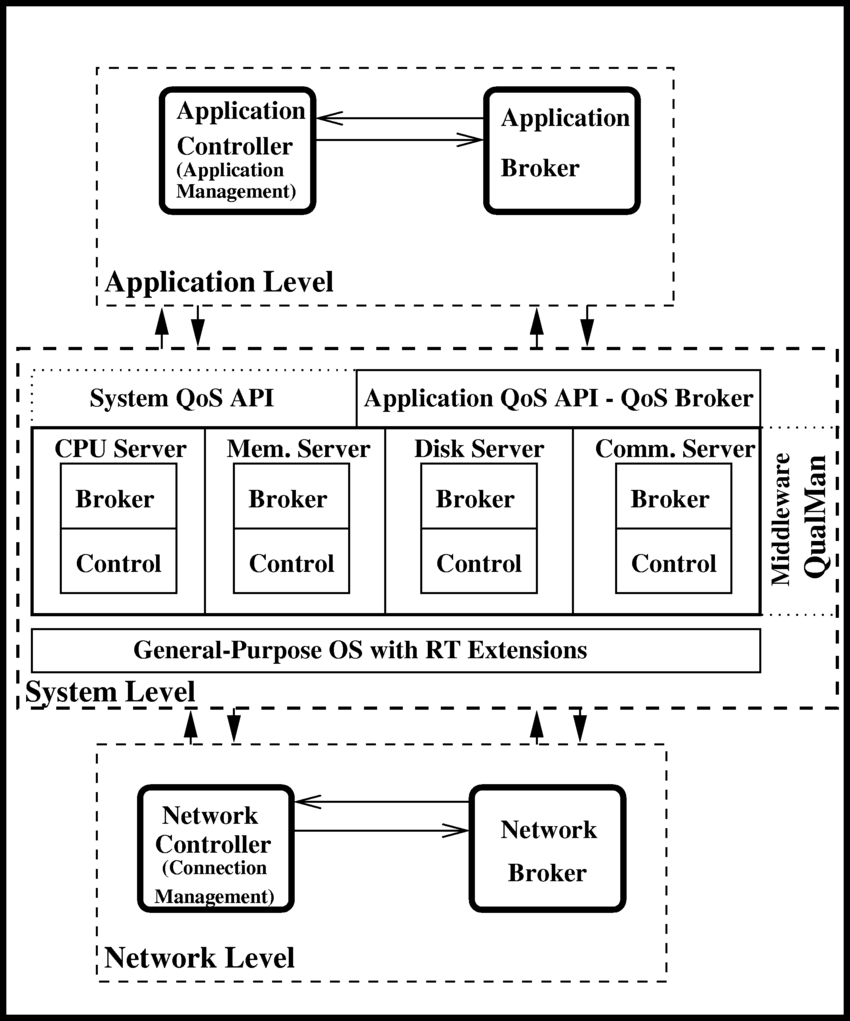 Application
Controller
(Application
Management)
Application
Broker
Application Level
System QoS API
Application QoS API - QoS Broker
CPU Server
Mem. Server
Disk Server
Comm. Server
Broker
Broker
Broker
Broker
Control
Control
Control
Control
Middleware
QualMan
General-Purpose OS with RT Extensions
System Level
Network
Controller
(Connection
Management)
Network
Broker
Network Level